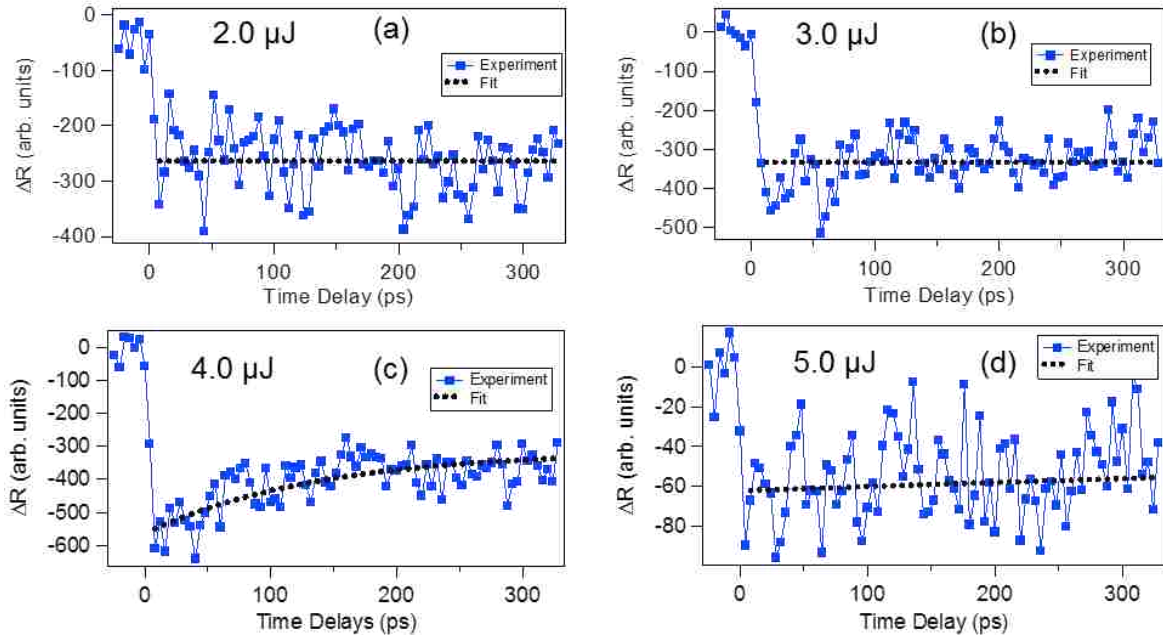 2.0 µJ
(a)
Experiment
Fit
0
-100
-200
-300
-400
ΔR (arb. units)
0
100
200
300
Time Delay (ps)
3.0 µJ
(b)
Experiment
Fit
0
-100
-200
-300
-400
-500
ΔR (arb. units)
0
100
200
300
Time Delay (ps)
4.0 µJ
(c)
Experiment
Fit
0
-100
-200
-300
-400
-500
-600
ΔR (arb. units)
0
100
200
300
Time Delays (ps)
5.0 µJ
(d)
Experiment
Fit
0
-20
-40
-60
-80
ΔR (arb. units)
0
100
200
300
Time Delay (ps)